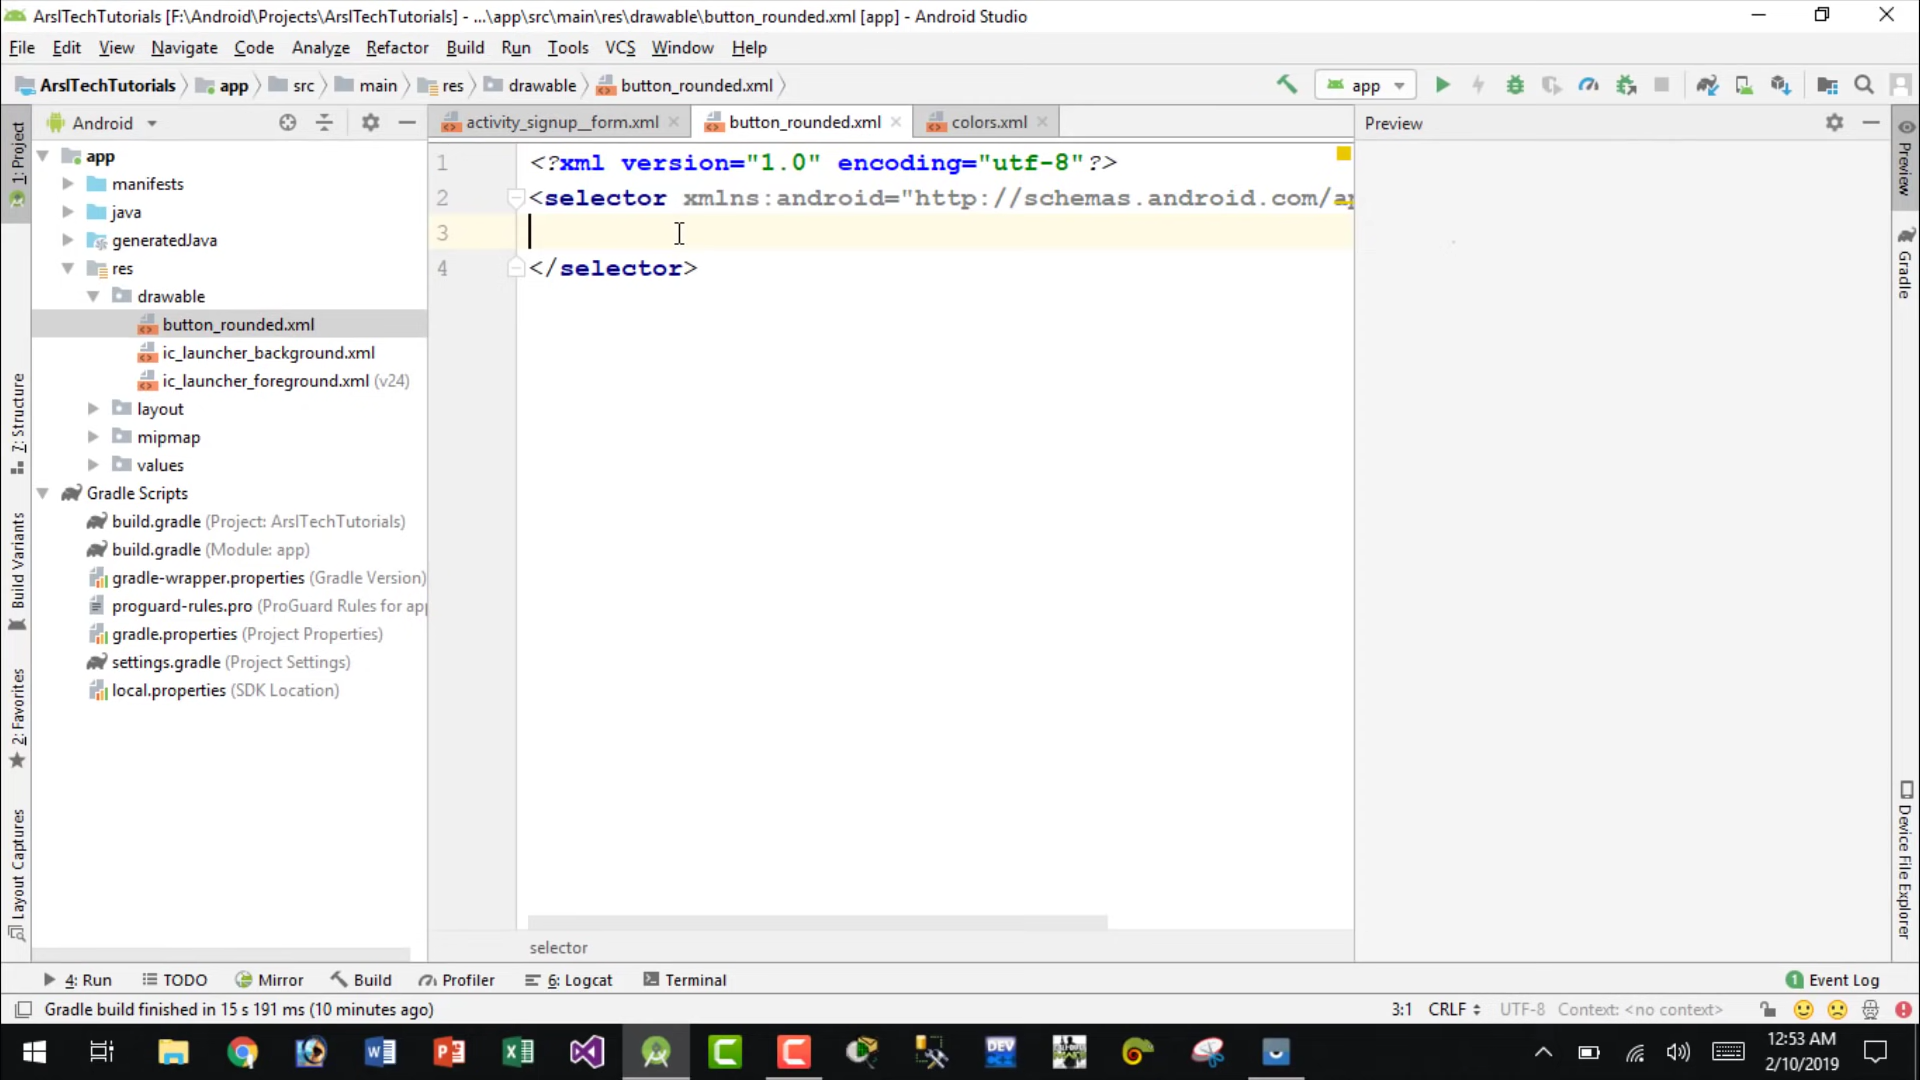 ArslTechTutorials [F:\Android\Projects\ArslTechTutorials] - ...\app\src\main\res\drawable\button_rounded.xml [app] - Android Studio
File Edit View Navigate Code Analyze Refactor Build Run Tools VCS Window Help
ArslTechTutorials app src main res drawable button_rounded.xml
app
Android
activity_signup__form.xml button_rounded.xml colors.xml
Preview
1 <?xml version="1.0" encoding="utf-8"?>
2 <selector xmlns:android="http://schemas.android.com/ap
3
4 </selector>
selector
app
manifests
java
generatedJava
res
drawable
button_rounded.xml
ic_launcher_background.xml
ic_launcher_foreground.xml (v24)
layout
mipmap
values
Gradle Scripts
build.gradle (Project: ArslTechTutorials)
build.gradle (Module: app)
gradle-wrapper.properties (Gradle Version)
proguard-rules.pro (ProGuard Rules for app
gradle.properties (Project Properties)
settings.gradle (Project Settings)
local.properties (SDK Location)
1: Project
7: Structure
Build Variants
2: Favorites
Layout Captures
Preview
Gradle
Device File Explorer
4: Run TODO Mirror Build Profiler 6: Logcat Terminal
1 Event Log
Gradle build finished in 15 s 191 ms (10 minutes ago)
3:1 CRLF UTF-8 Context: <no context>
12:53 AM
2/10/2019